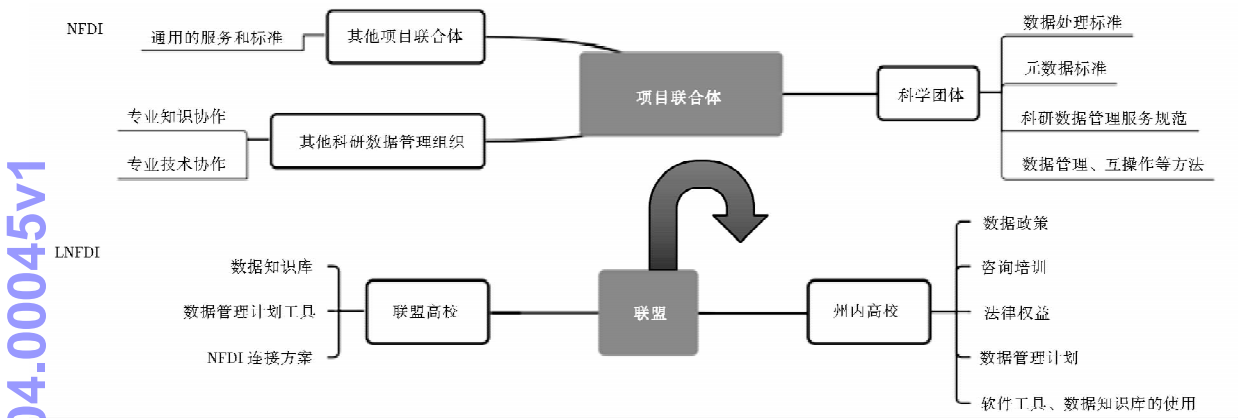 NFDI
通用的服务和标准
其他项目联合体
专业知识协作
专业技术协作
其他科研数据管理组织
项目联合体
科学团体
数据处理标准
元数据标准
科研数据管理服务规范
数据管理、互操作等方法
LNFDI
数据知识库
数据管理计划工具
NFDI 连接方案
联盟高校
联盟
州内高校
数据政策
咨询培训
法律权益
数据管理计划
软件工具、数据知识库的使用
04.00045v1